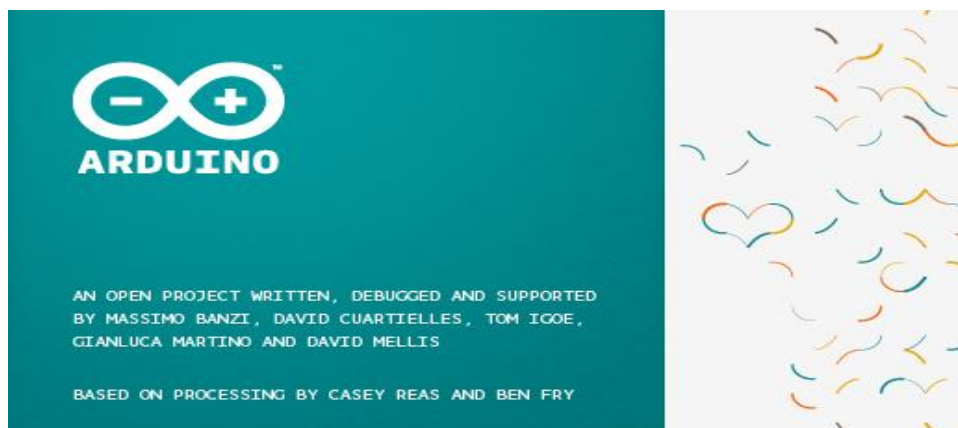 ARDUINO
AN OPEN PROJECT WRITTEN, DEBUGGED AND SUPPORTED
BY MASSIMO BANZI, DAVID CUARTIELLES, TOM IGOE,
GIANLUCA MARTINO AND DAVID MELLIS
BASED ON PROCESSING BY CASEY REAS AND BEN FRY